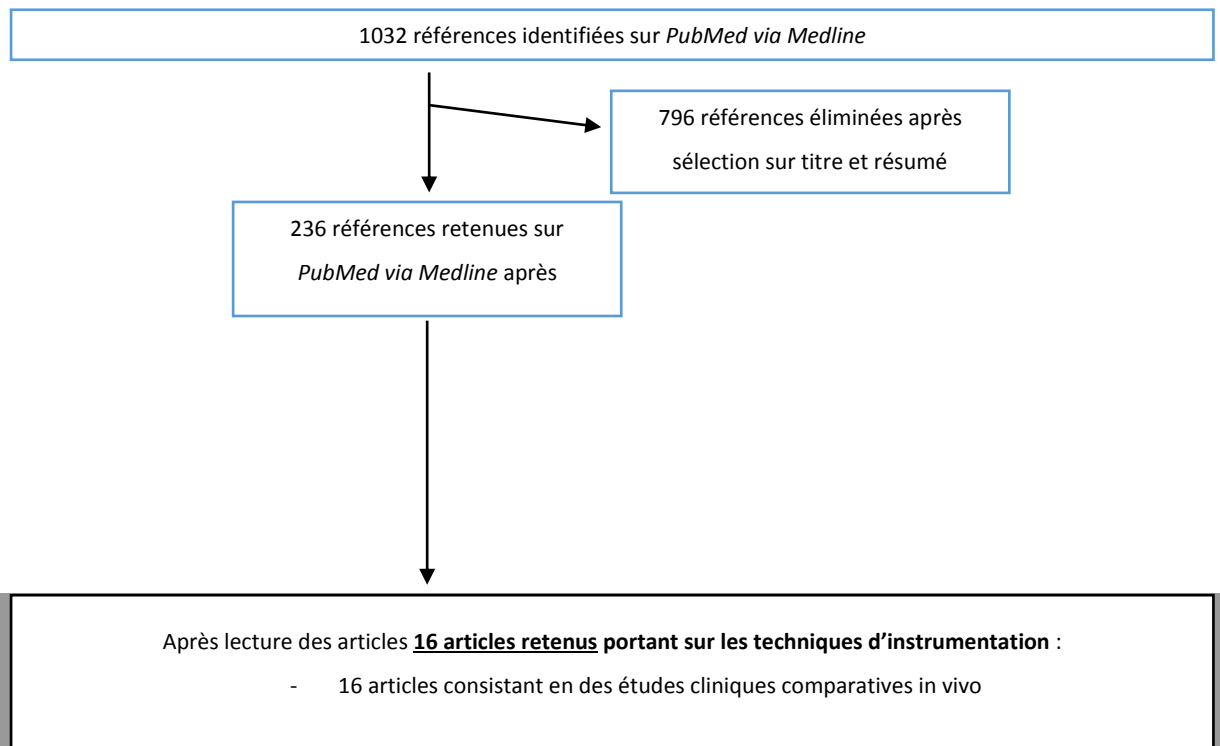 1032 références identifiées sur PubMed via Medline
796 références éliminées après
sélection sur titre et résumé
236 références retenues sur
PubMed via Medline après
Après lecture des articles 16 articles retenus portant sur les techniques d’instrumentation :
- 16 articles consistant en des études cliniques comparatives in vivo